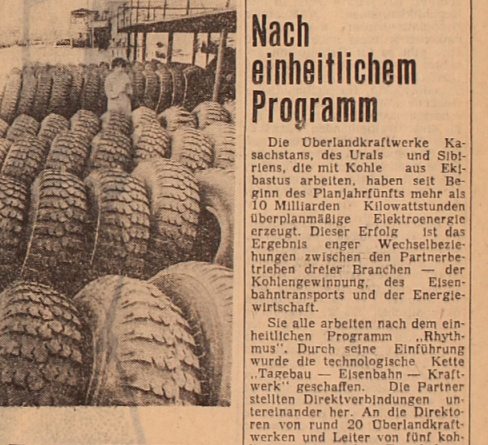 Nach
einheitlichem
Programm
Die Überlandkraftwerke Ka-
sachstans, des Urals und Sibi-
riens, die mit Kohle aus Eki-
bastus arbeiten, haben seit Be-
ginn des Planjahrfünfts mehr als
10 Milliarden Kilowattstunden
überplanmäßige Elektroenergie
erzeugt. Dieser Erfolg ist das
Ergebnis enger Wechselbezie-
hungen zwischen den Partnerbe-
trieben dreier Branchen — der
Kohlengewinnung, des Eisen-
bahntransports und der Energie-
wirtschaft.
Sie alle arbeiten nach dem ein-
heitlichen Programm „Rhyth-
mus". Durch seine Einführung
wurde die technologische Kette
„Tagebau — Eisenbahn — Kraft-
werk" geschaffen. Die Partner
stellten Direktverbindungen un-
tereinander her. An die Direkto-
ren von rund 20 Überlandkraft-
werken und Leiter von fünf koh-